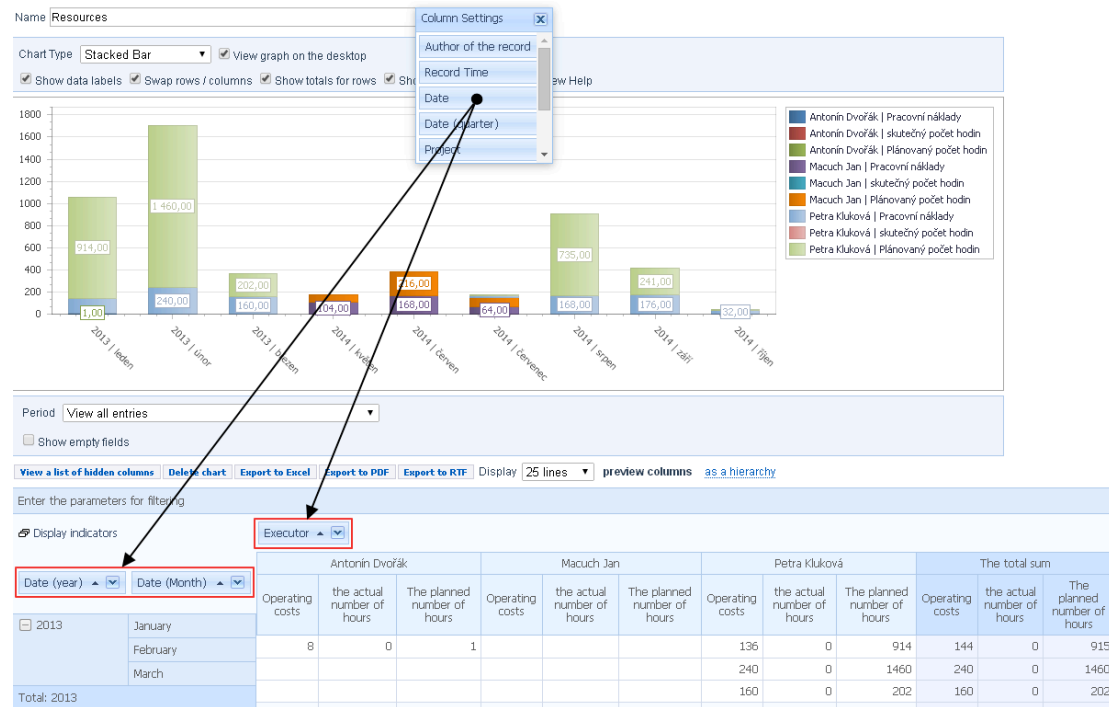 Name Resources
Column Settings
Author of the record
Record Time
Date
Date (quarter)
Project
Chart Type Stacked Bar View graph on the desktop
Show data labels Swap rows / columns Show totals for rows Sho ew Help
1800
1600
1400
1200
1000
800
600
400
200
0
914,00
1,00
1 460,00
240,00
202,00
160,00
104,00
216,00
168,00
64,00
735,00
168,00
241,00
176,00
32,00
2013 | leden
2013 | únor
2013 | březen
2014 | květen
2014 | červen
2014 | červenec
2014 | srpen
2014 | září
2014 | říjen
Antonín Dvořák | Pracovní náklady
Antonín Dvořák | skutečný počet hodin
Antonín Dvořák | Plánovaný počet hodin
Macuch Jan | Pracovní náklady
Macuch Jan | skutečný počet hodin
Macuch Jan | Plánovaný počet hodin
Petra Kluková | Pracovní náklady
Petra Kluková | skutečný počet hodin
Petra Kluková | Plánovaný počet hodin
Period View all entries
Show empty fields
View a list of hidden columns Delete chart Export to Excel Export to PDF Export to RTF Display 25 lines preview columns as a hierarchy
Enter the parameters for filtering
Display indicators
Executor
Date (year) Date (Month)
Antonín Dvořák Macuch Jan Petra Kluková The total sum
Operating costs the actual number of hours The planned number of hours Operating costs the actual number of hours The planned number of hours Operating costs the actual number of hours The planned number of hours Operating costs the actual number of hours The planned number of hours
2013 January
February
March
Total: 2013
8 0 1 136 0 914 144 0 915
240 0 1460 240 0 1460
160 0 202 160 0 202